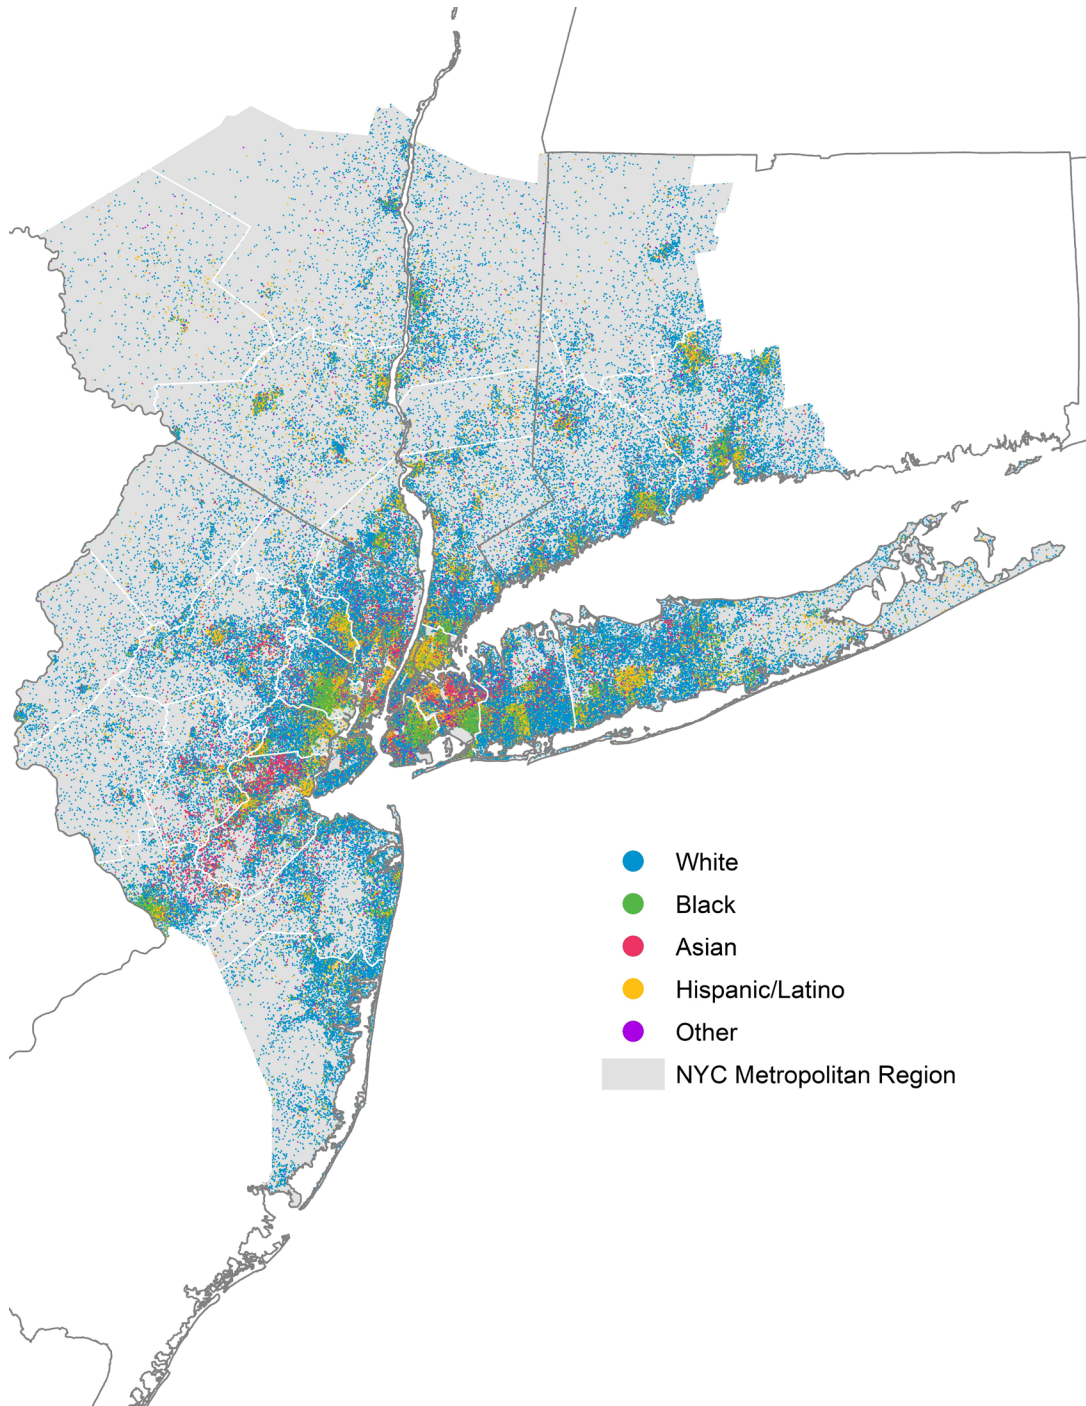 White
Black
Asian
Hispanic/Latino
Other
NYC Metropolitan Region